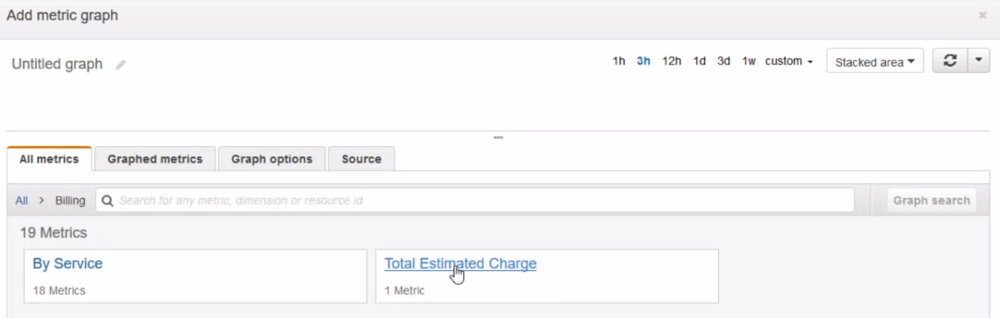 Add metric graph
Untitled graph
1h 3h 12h 1d 3d 1w custom Stacked area
All metrics Graphed metrics Graph options Source
All > Billing Search for any metric, dimension or resource id Graph search
19 Metrics
By Service Total Estimated Charge
18 Metrics 1 Metric